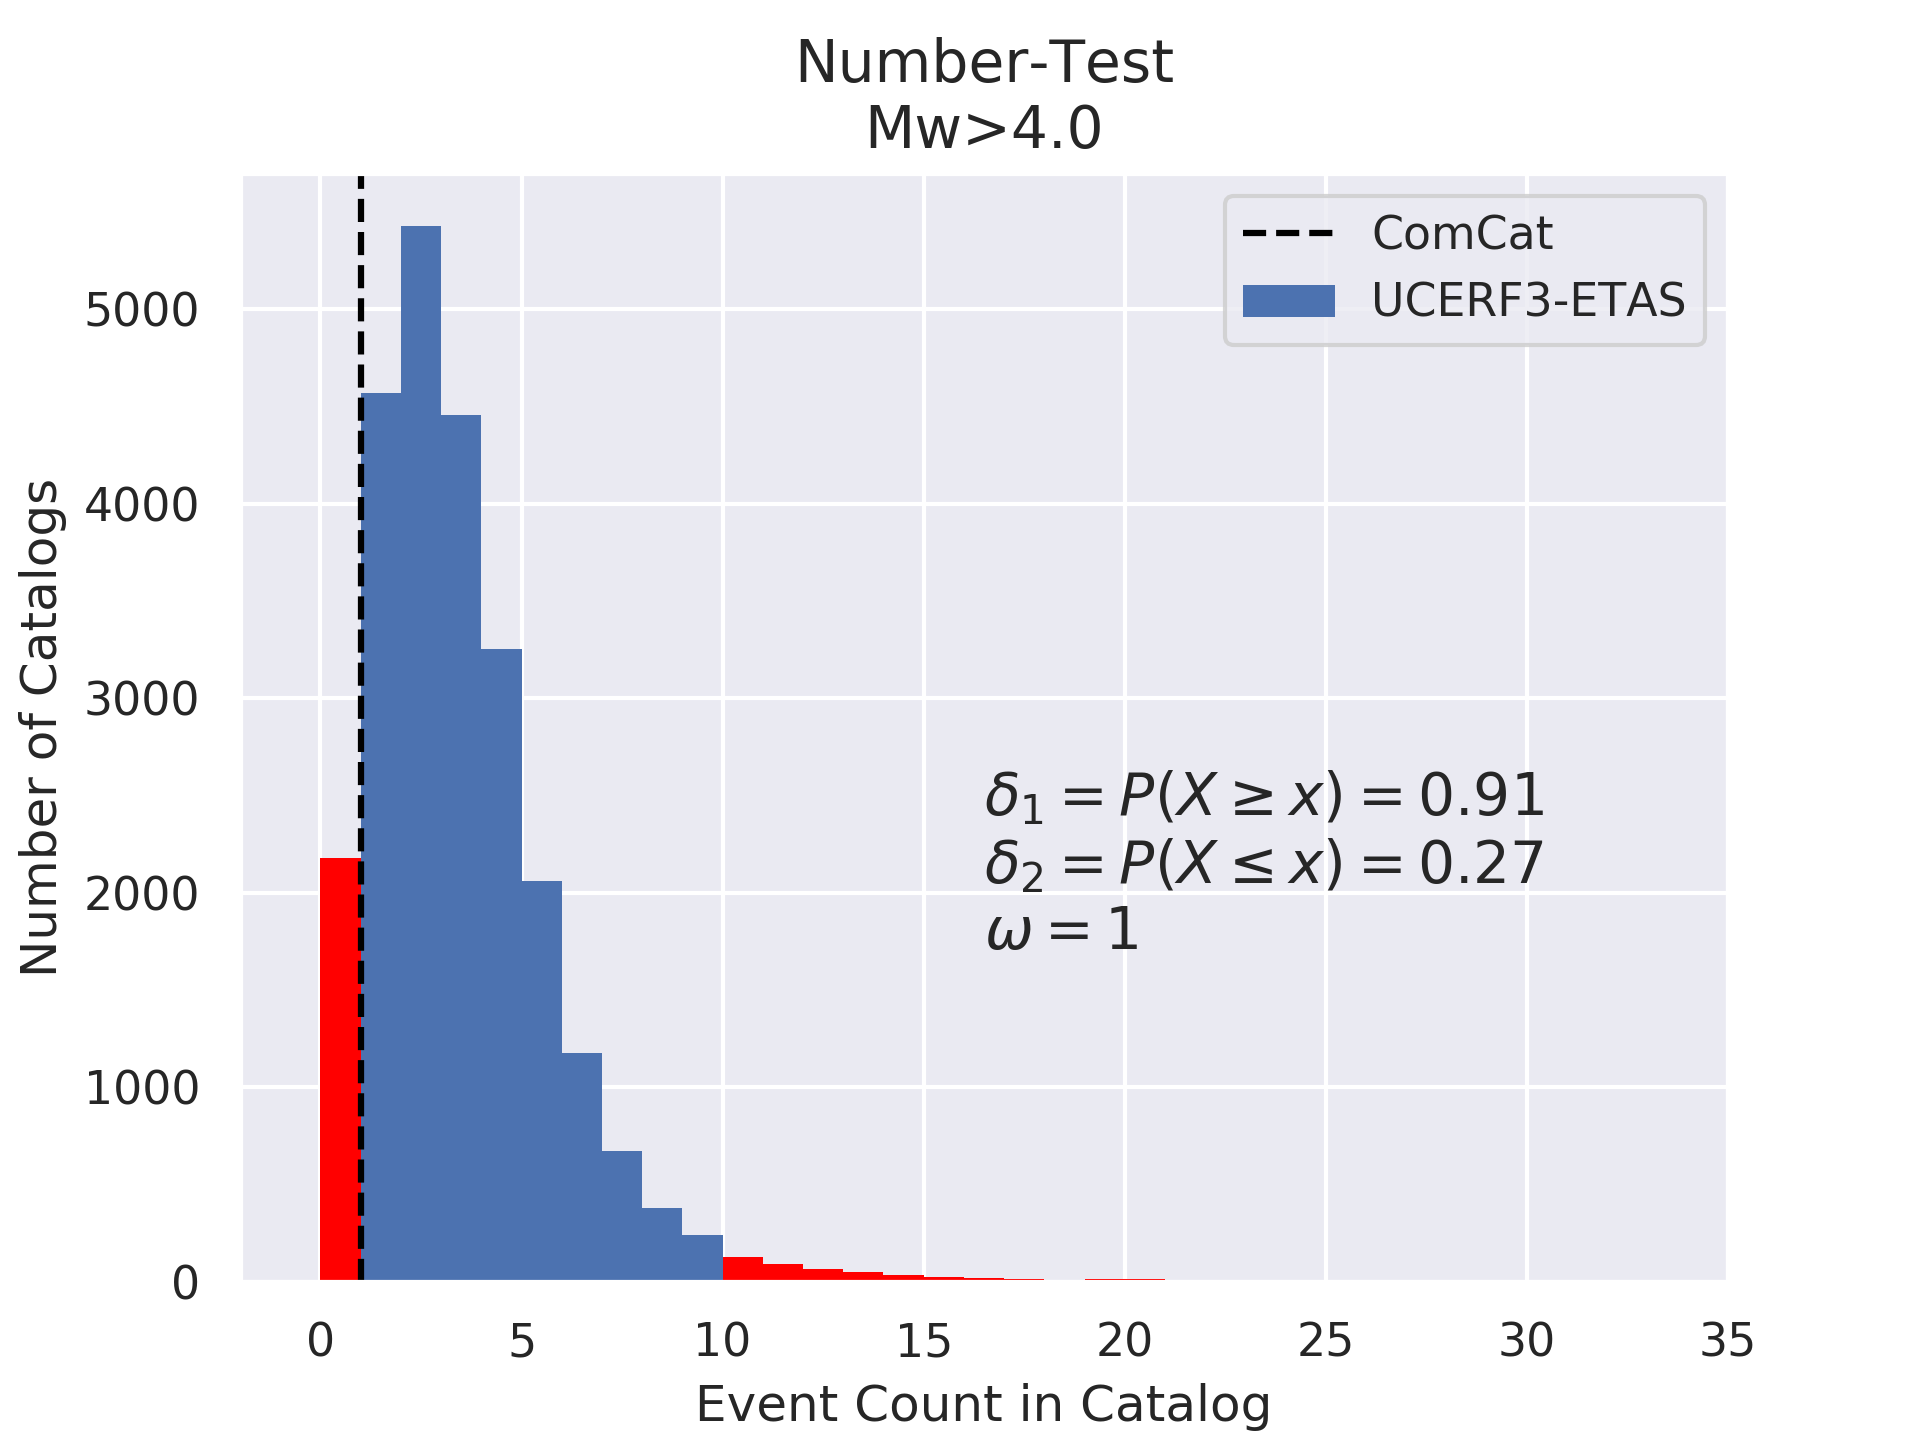 Number-Test
Mw>4.0
ComCat
UCERF3-ETAS
Number of Catalogs
5000
4000
3000
2000
1000
0
δ₁ = P(X ≥ x) = 0.91
δ₂ = P(X ≤ x) = 0.27
ω = 1
0 5 10 15 20 25 30 35
Event Count in Catalog